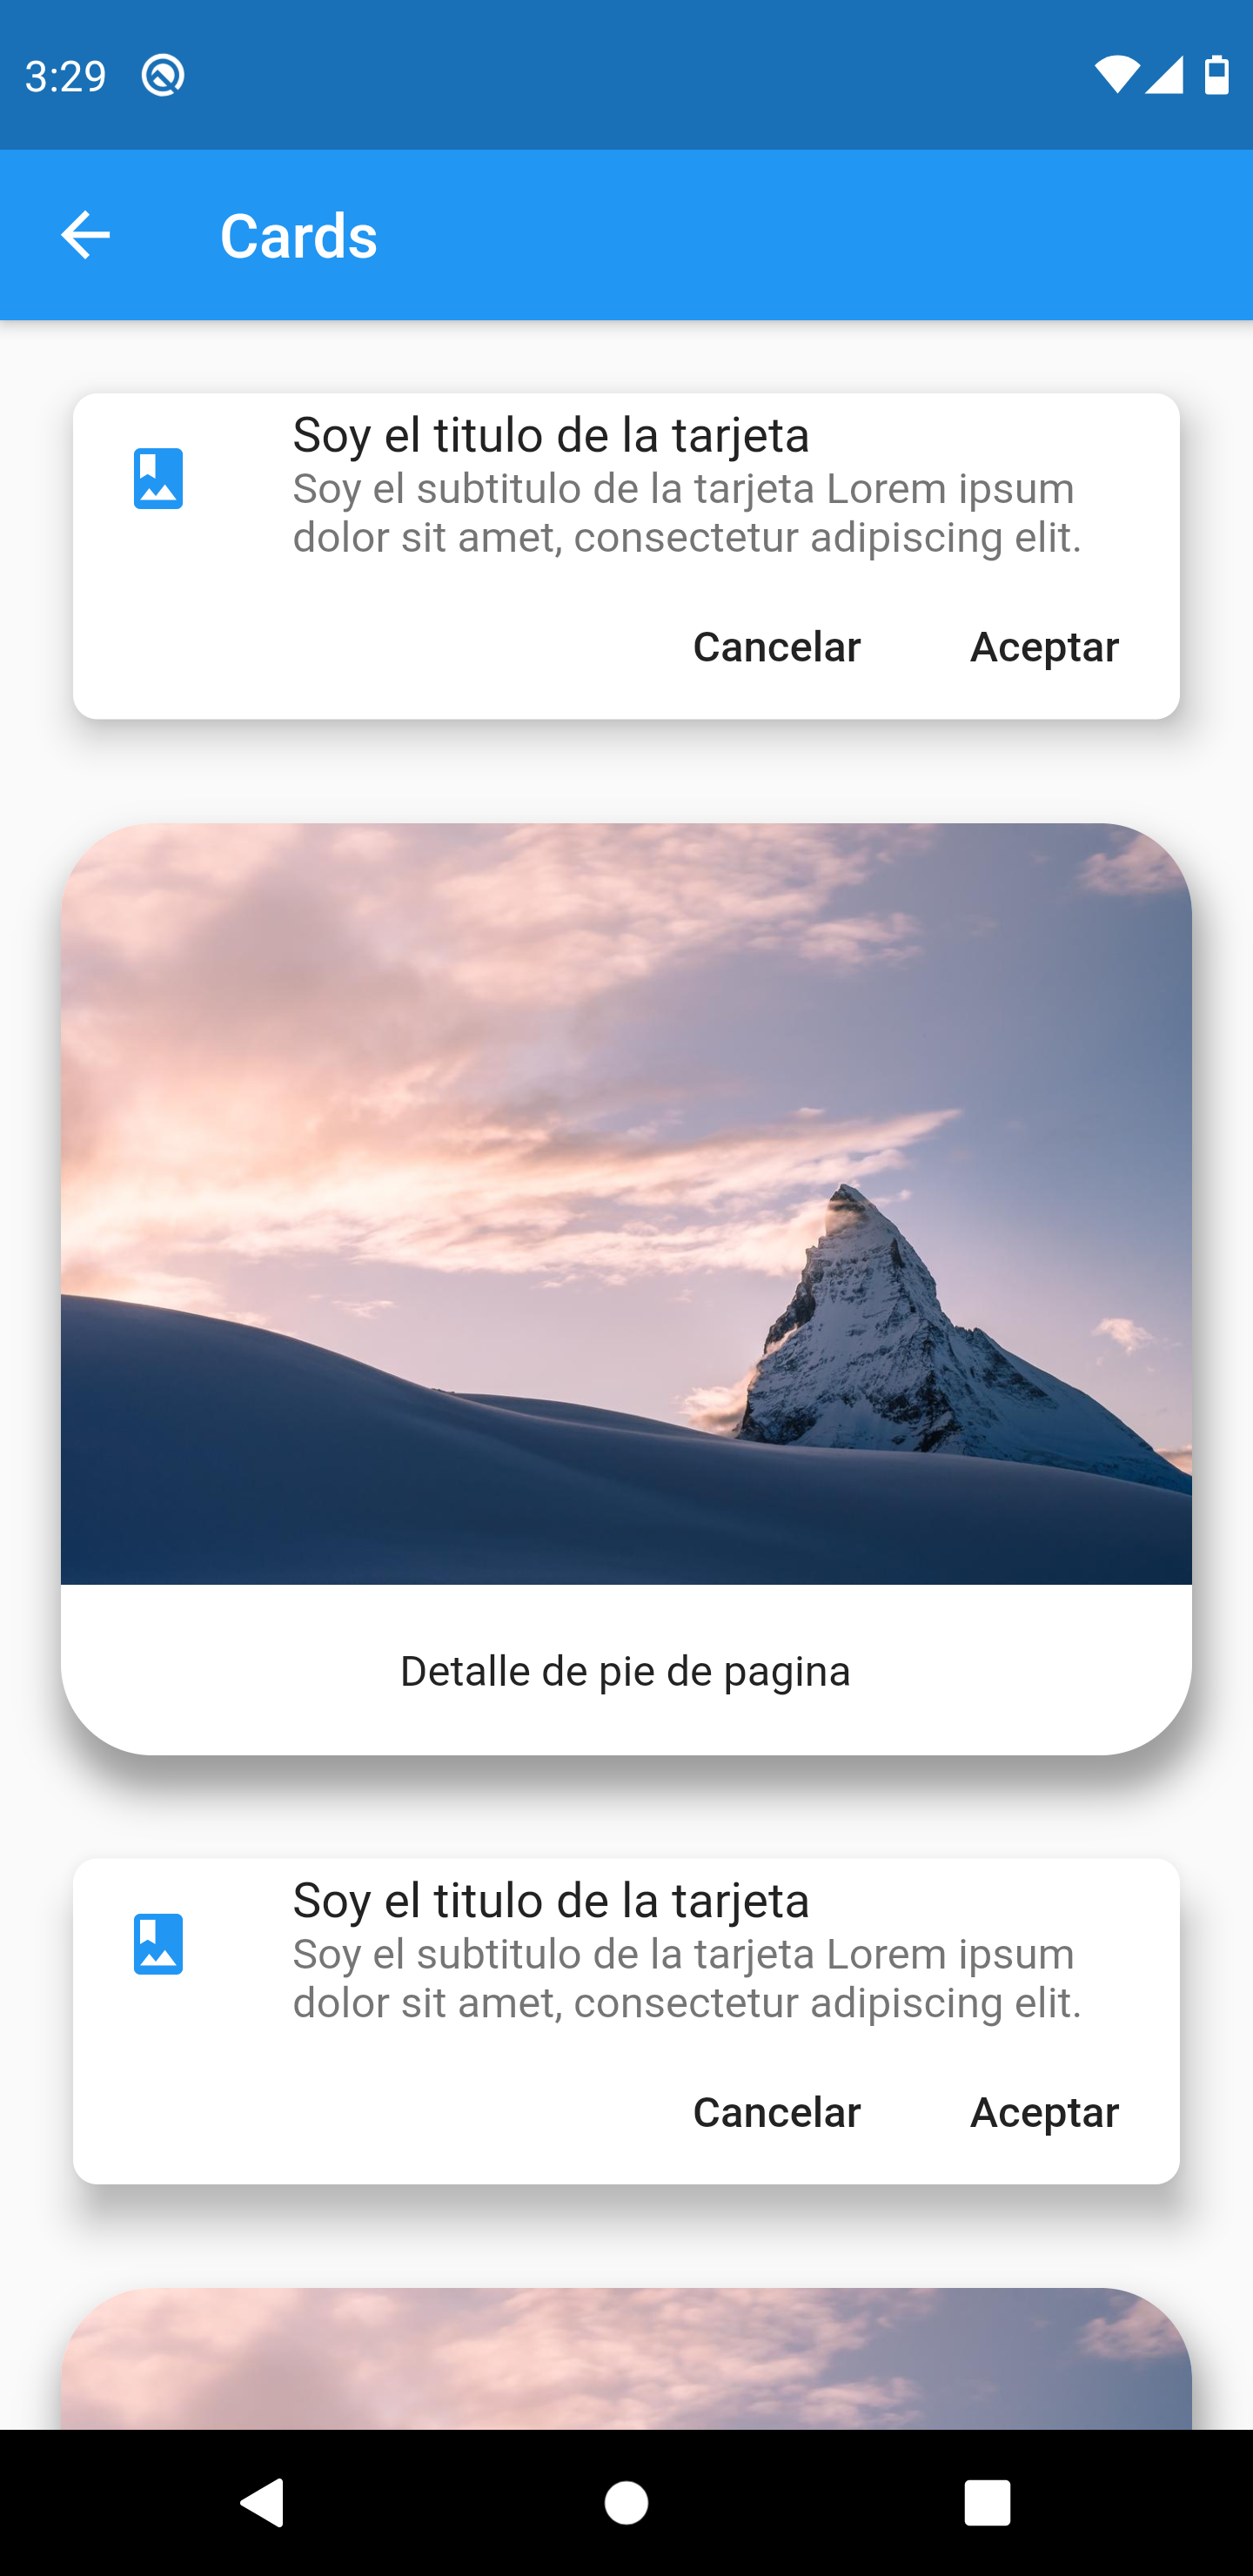 3:29
Cards
Soy el titulo de la tarjeta
Soy el subtitulo de la tarjeta Lorem ipsum
dolor sit amet, consectetur adipiscing elit.
Cancelar Aceptar
Detalle de pie de pagina
Soy el titulo de la tarjeta
Soy el subtitulo de la tarjeta Lorem ipsum
dolor sit amet, consectetur adipiscing elit.
Cancelar Aceptar